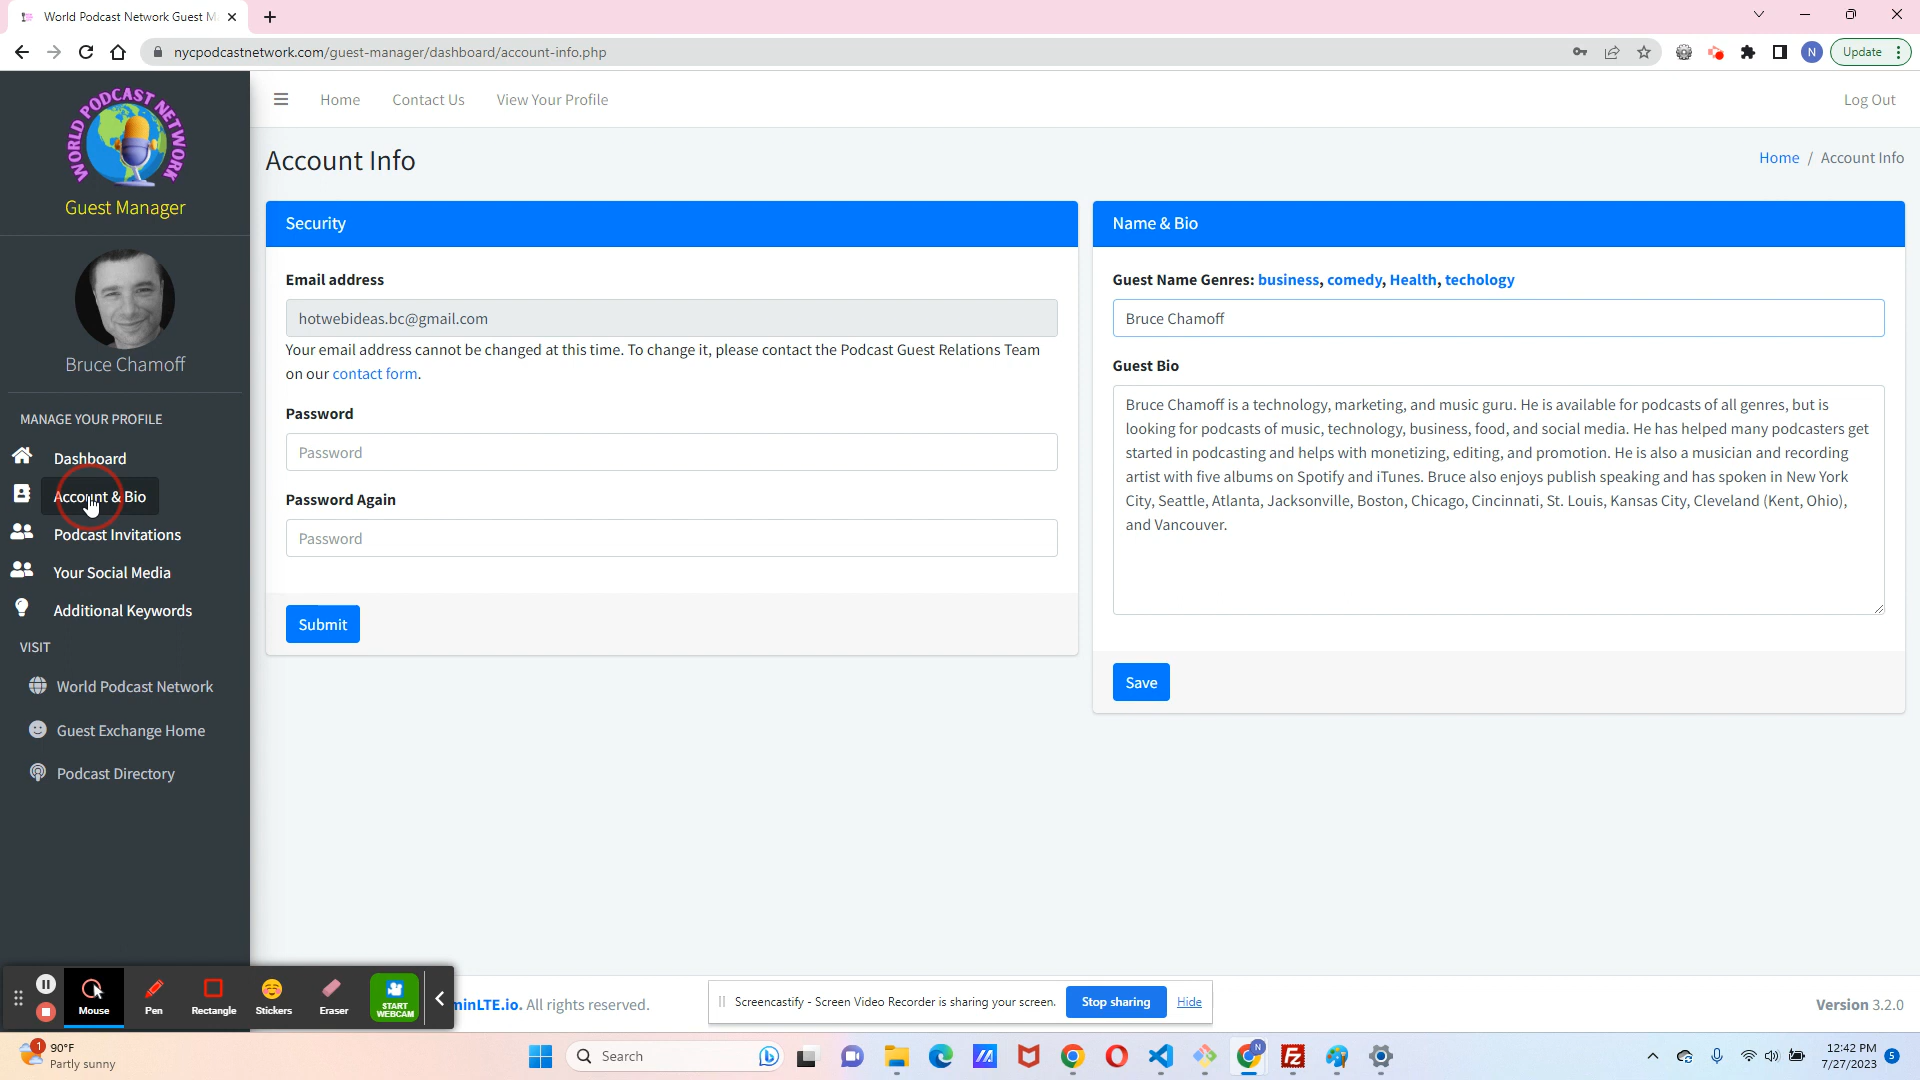 World Podcast Network Guest M
nycpodcastnetwork.com/guest-manager/dashboard/account-info.php
N
Update
WORLD PODCAST NETWORK
Guest Manager
Bruce Chamoff
MANAGE YOUR PROFILE
Dashboard
Account & Bio
Podcast Invitations
Your Social Media
Additional Keywords
VISIT
World Podcast Network
Guest Exchange Home
Podcast Directory
Home
Contact Us
View Your Profile
Log Out
Account Info
Home / Account Info
Security
Email address
hotwebideas.bc@gmail.com
Your email address cannot be changed at this time. To change it, please contact the Podcast Guest Relations Team
on our contact form.
Password
Password
Password Again
Password
Submit
Name & Bio
Guest Name Genres: business, comedy, Health, techology
Bruce Chamoff
Guest Bio
Bruce Chamoff is a technology, marketing, and music guru. He is available for podcasts of all genres, but is
looking for podcasts of music, technology, business, food, and social media. He has helped many podcasters get
started in podcasting and helps with monetizing, editing, and promotion. He is also a musician and recording
artist with five albums on Spotify and iTunes. Bruce also enjoys publish speaking and has spoken in New York
City, Seattle, Atlanta, Jacksonville, Boston, Chicago, Cincinnati, St. Louis, Kansas City, Cleveland (Kent, Ohio),
and Vancouver.
Save
Mouse
Pen
Rectangle
Stickers
Eraser
START
WEBCAM
minLTE.io. All rights reserved.
Screencastify - Screen Video Recorder is sharing your screen.
Stop sharing
Hide
Version 3.2.0
1
90°F
Partly sunny
Search
N
12:42 PM
7/27/2023
5